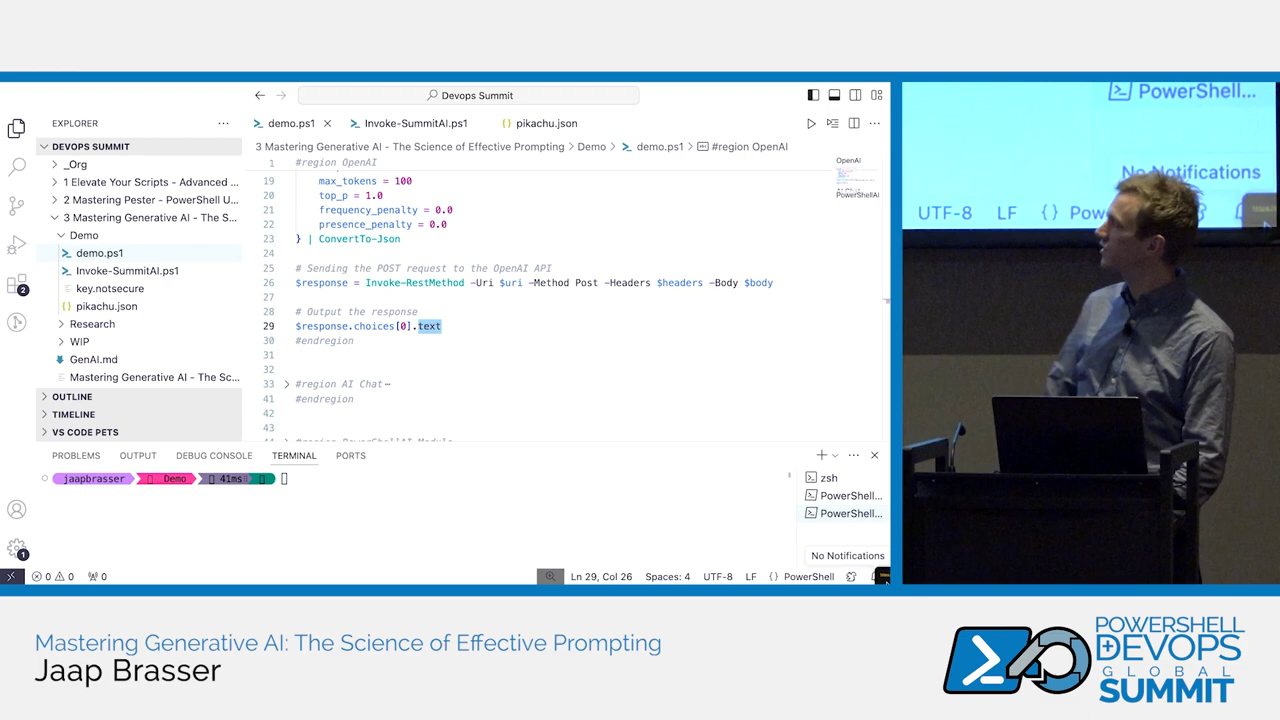 Devops Summit
EXPLORER
demo.ps1
Invoke-SummitAI.ps1
pikachu.json
DEVOPS SUMMIT
_Org
1 Elevate Your Scripts - Advanced ...
2 Mastering Pester - PowerShell U...
3 Mastering Generative AI - The S...
Demo
demo.ps1
Invoke-SummitAI.ps1
key.notsecure
pikachu.json
Research
WIP
GenAI.md
Mastering Generative AI - The Sc...
OUTLINE
TIMELINE
VS CODE PETS
2
1
3 Mastering Generative AI - The Science of Effective Prompting > Demo > demo.ps1 > #region OpenAI
1 #region OpenAI
19 max_tokens = 100
20 top_p = 1.0
21 frequency_penalty = 0.0
22 presence_penalty = 0.0
23 } | ConvertTo-Json
24
25 # Sending the POST request to the OpenAI API
26 $response = Invoke-RestMethod -Uri $uri -Method Post -Headers $headers -Body $body
27
28 # Output the response
29 $response.choices[0].text
30 #endregion
31
32
33 #region AI Chat⋯
41 #endregion
42
43
OpenAI
PowerShellAI
PROBLEMS
OUTPUT
DEBUG CONSOLE
TERMINAL
PORTS
jaapbrasser Demo 41ms
zsh
PowerShell...
PowerShell...
No Notifications
0 0 0
Ln 29, Col 26
Spaces: 4
UTF-8
LF
{ } PowerShell
PowerShell...
No Notifications
UTF-8 LF { } Pow
Mastering Generative AI: The Science of Effective Prompting
Jaap Brasser
POWERSHELL
DEVOPS
GLOBAL
SUMMIT